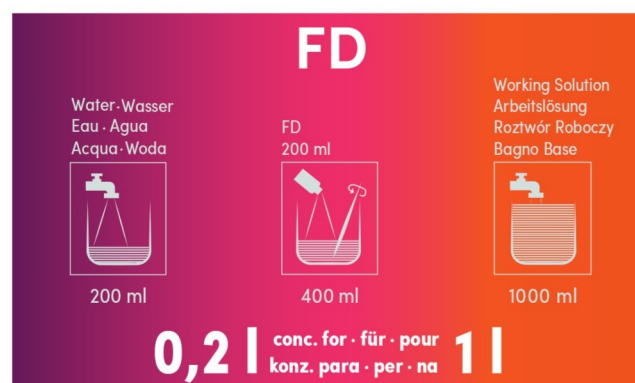 FD
Water·Wasser
Eau · Agua
Acqua·Woda
200 ml
FD
200 ml
400 ml
Working Solution
Arbeitslösung
Roztwór Roboczy
Bagno Base
1000 ml
0,2 l conc. for · für · pour
konz. para · per · na 1 l